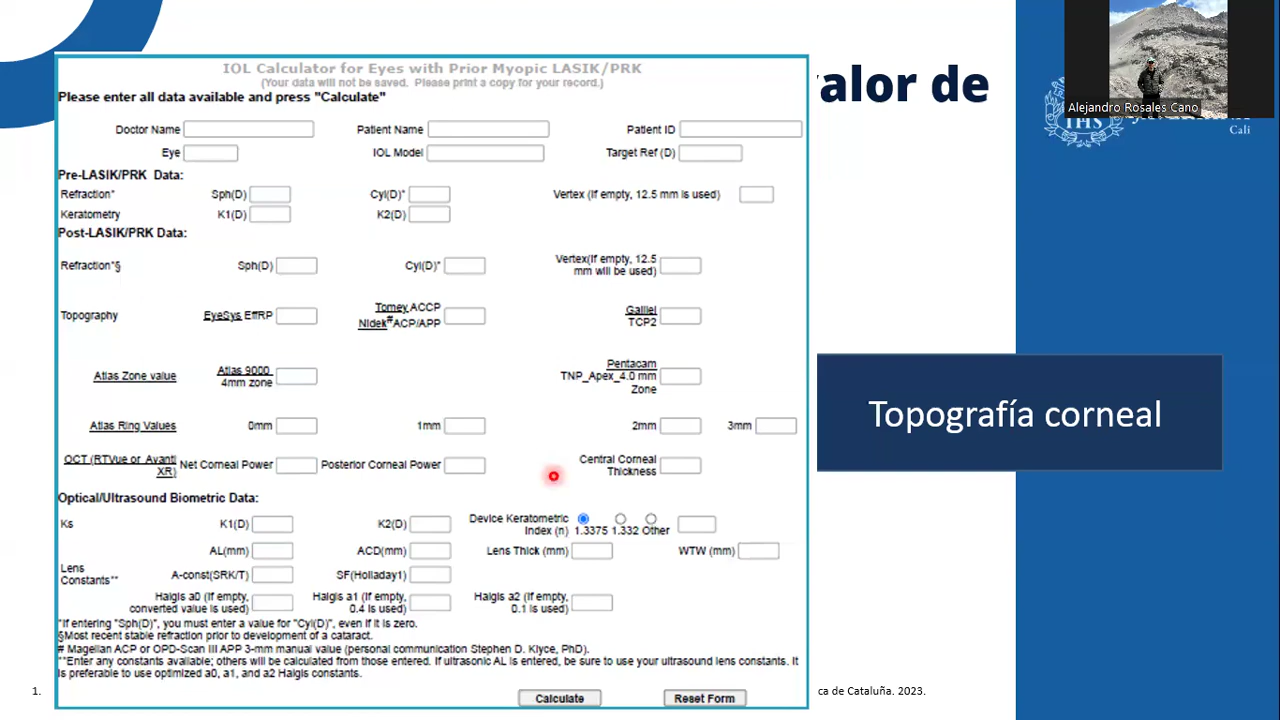 IOL Calculator for Eyes with Prior Myopic LASIK/PRK
(Your data will not be saved. Please print a copy for your record.)
Please enter all data available and press "Calculate"
Doctor Name Patient Name Patient ID
Eye IOL Model Target Ref (D)
Pre-LASIK/PRK Data:
Refraction* Sph(D) Cyl(D)* Vertex (If empty, 12.5 mm is used)
Keratometry K1(D) K2(D)
Post-LASIK/PRK Data:
Refraction*§ Sph(D) Cyl(D)* Vertex(If empty, 12.5
mm will be used)
Topography EyeSys EffRP Tomey ACCP
Nidek#ACP/APP Galilei
TCP2
Atlas Zone value Atlas 9000
4mm zone Pentacam
TNP_Apex_4.0 mm
Zone
Atlas Ring Values 0mm 1mm 2mm 3mm
OCT (RTVue or Avanti
XR) Net Corneal Power Posterior Corneal Power Central Corneal
Thickness
Optical/Ultrasound Biometric Data:
Ks K1(D) K2(D) Device Keratometric
Index (n) 1.3375 1.332 Other
AL(mm) ACD(mm) Lens Thick (mm) WTW (mm)
Lens
Constants** A-const(SRK/T) SF(Holladay1)
Haigis a0 (If empty,
converted value is used) Haigis a1 (If empty,
0.4 is used) Haigis a2 (If empty,
0.1 is used)
*If entering "Sph(D)", you must enter a value for "Cyl(D)", even if it is zero.
§Most recent stable refraction prior to development of a cataract.
# Magellan ACP or OPD-Scan III APP 3-mm manual value (personal communication Stephen D. Klyce, PhD).
**Enter any constants available; others will be calculated from those entered. If ultrasonic AL is entered, be sure to use your ultrasound lens constants. It
is preferable to use optimized a0, a1, and a2 Haigis constants.
Calculate Reset Form
alor de
Alejandro Rosales Cano
IHS
Cali
Topografía corneal
1. ca de Cataluña. 2023.